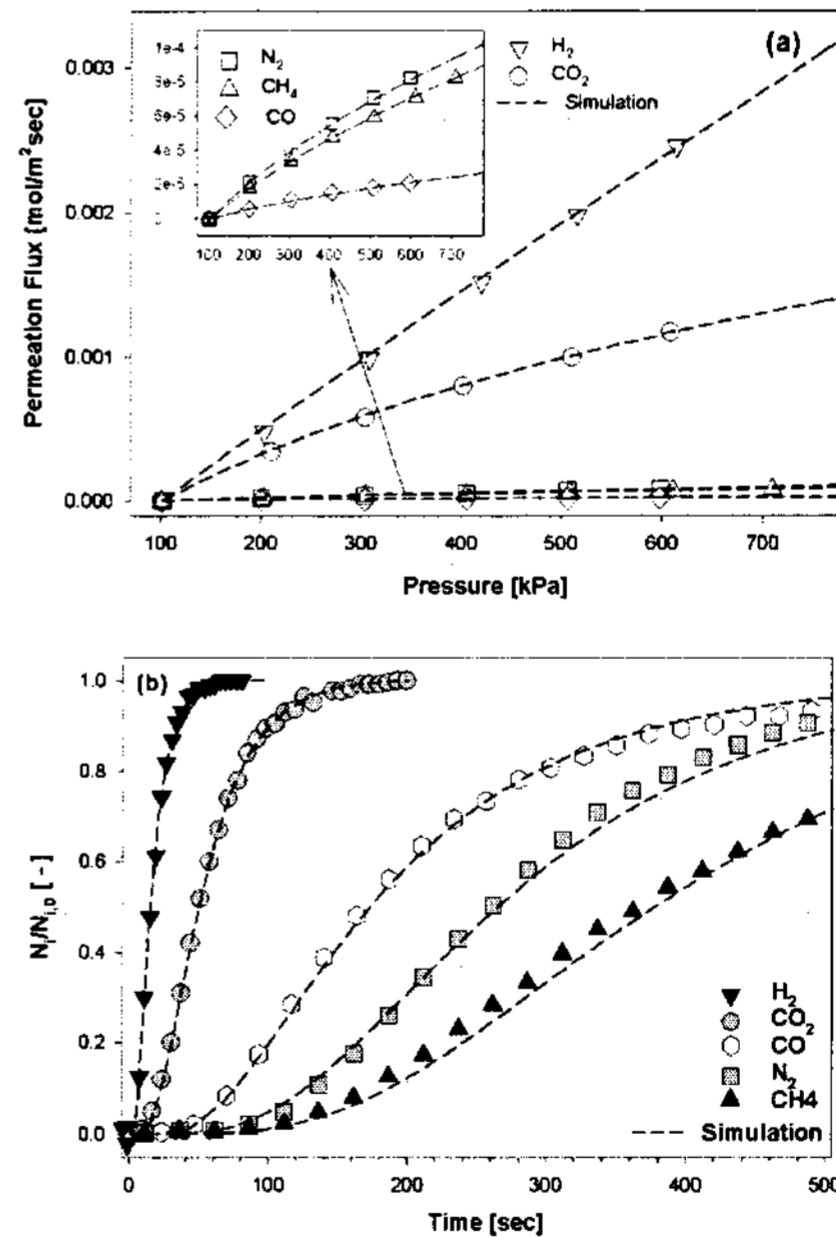 (a)
N2
CH4
CO
H2
CO2
Simulation
1e-4
8e-5
6e-5
4e-5
2e-5
100 200 300 400 500 600 700
0.003
0.002
0.001
0.000
Permeation Flux [mol/m²sec]
100 200 300 400 500 600 700
Pressure [kPa]
(b)
1.0
0.8
0.6
0.4
0.2
0.0
Ni/Ni,0 [-]
H2
CO2
CO
N2
CH4
Simulation
0 100 200 300 400 500
Time [sec]